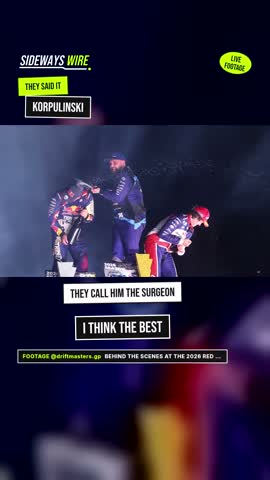 SIDEWAYS WIRE.
LIVE
FOOTAGE
THEY SAID IT
KORPULINSKI
THEY CALL HIM THE SURGEON
I THINK THE BEST
FOOTAGE @driftmasters.gp BEHIND THE SCENES AT THE 2026 RED ...